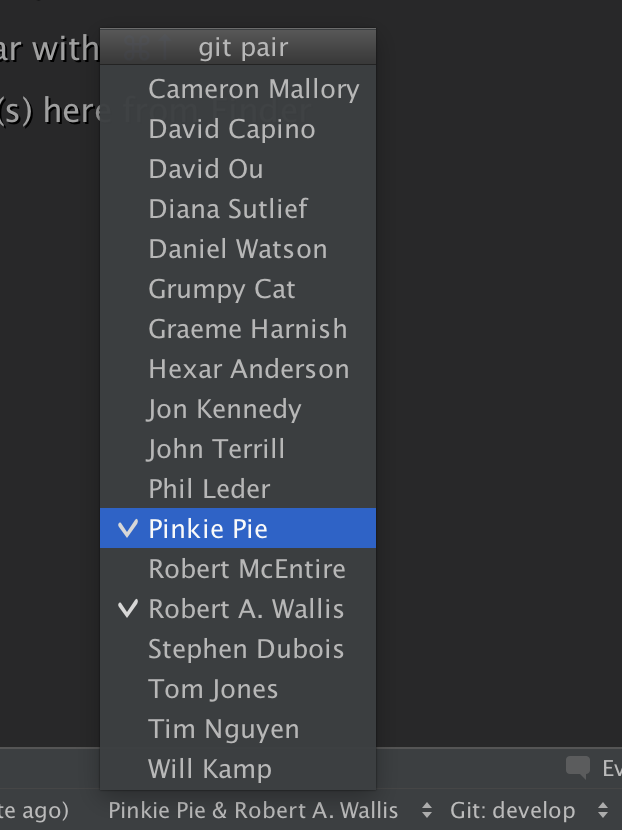 ar with
git pair
(s) here from Finder
Cameron Mallory
David Capino
David Ou
Diana Sutlief
Daniel Watson
Grumpy Cat
Graeme Harnish
Hexar Anderson
Jon Kennedy
John Terrill
Phil Leder
Pinkie Pie
Robert McEntire
Robert A. Wallis
Stephen Dubois
Tom Jones
Tim Nguyen
Will Kamp
Ev
te ago) Pinkie Pie & Robert A. Wallis Git: develop